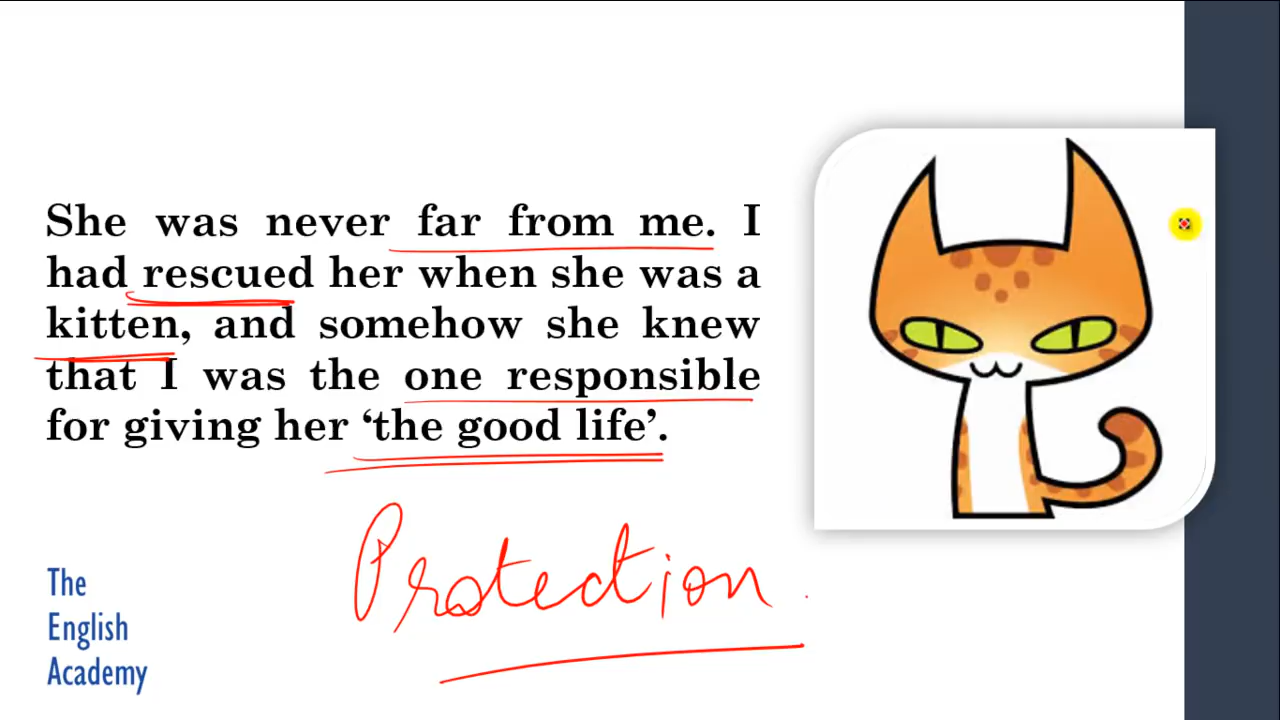 She was never far from me. I
had rescued her when she was a
kitten, and somehow she knew
that I was the one responsible
for giving her ‘the good life’.
Protection
The
English
Academy